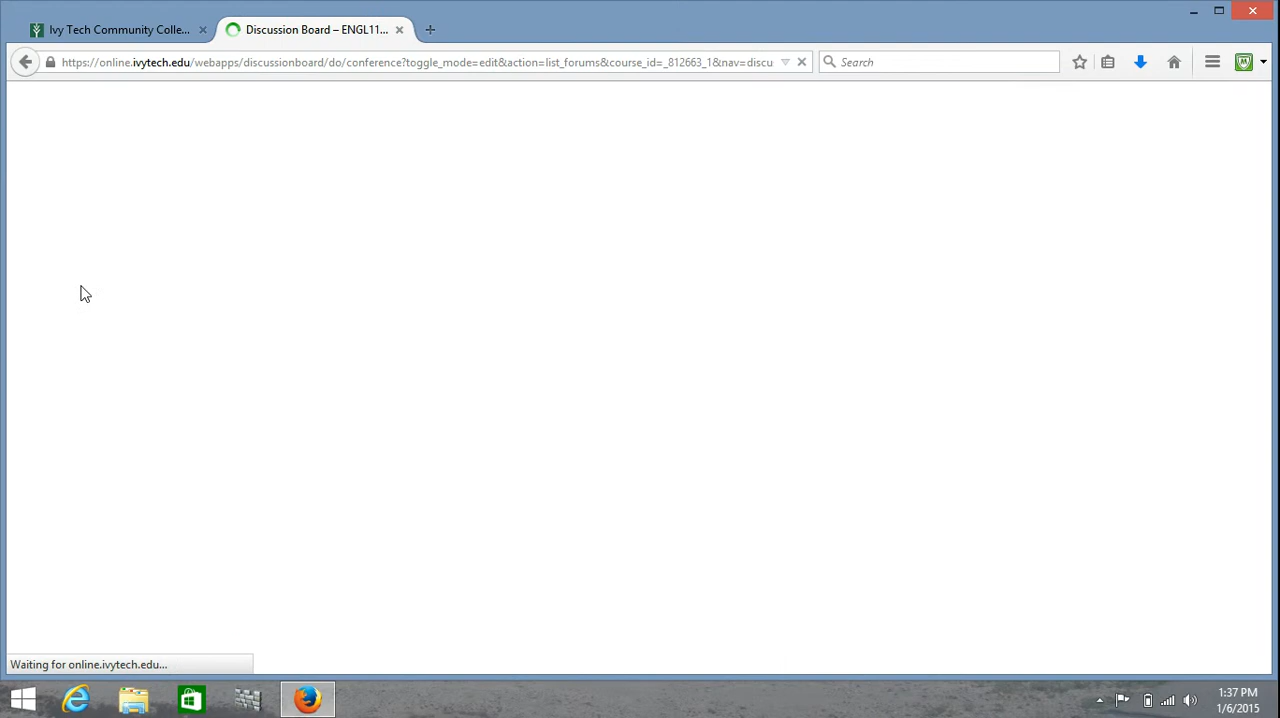 Ivy Tech Community Colle...
Discussion Board – ENGL11...
https://online.ivytech.edu/webapps/discussionboard/do/conference?toggle_mode=edit&action=list_forums&course_id=_812663_1&nav=discu
Search
Waiting for online.ivytech.edu...
1:37 PM
1/6/2015